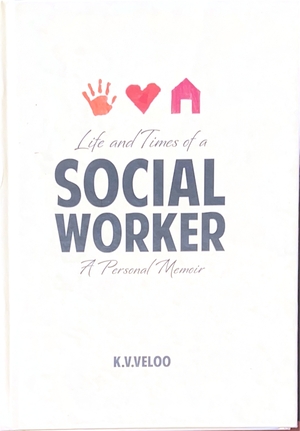 Life and Times of a
SOCIAL
WORKER
A Personal Memoir
K.V.VELOO